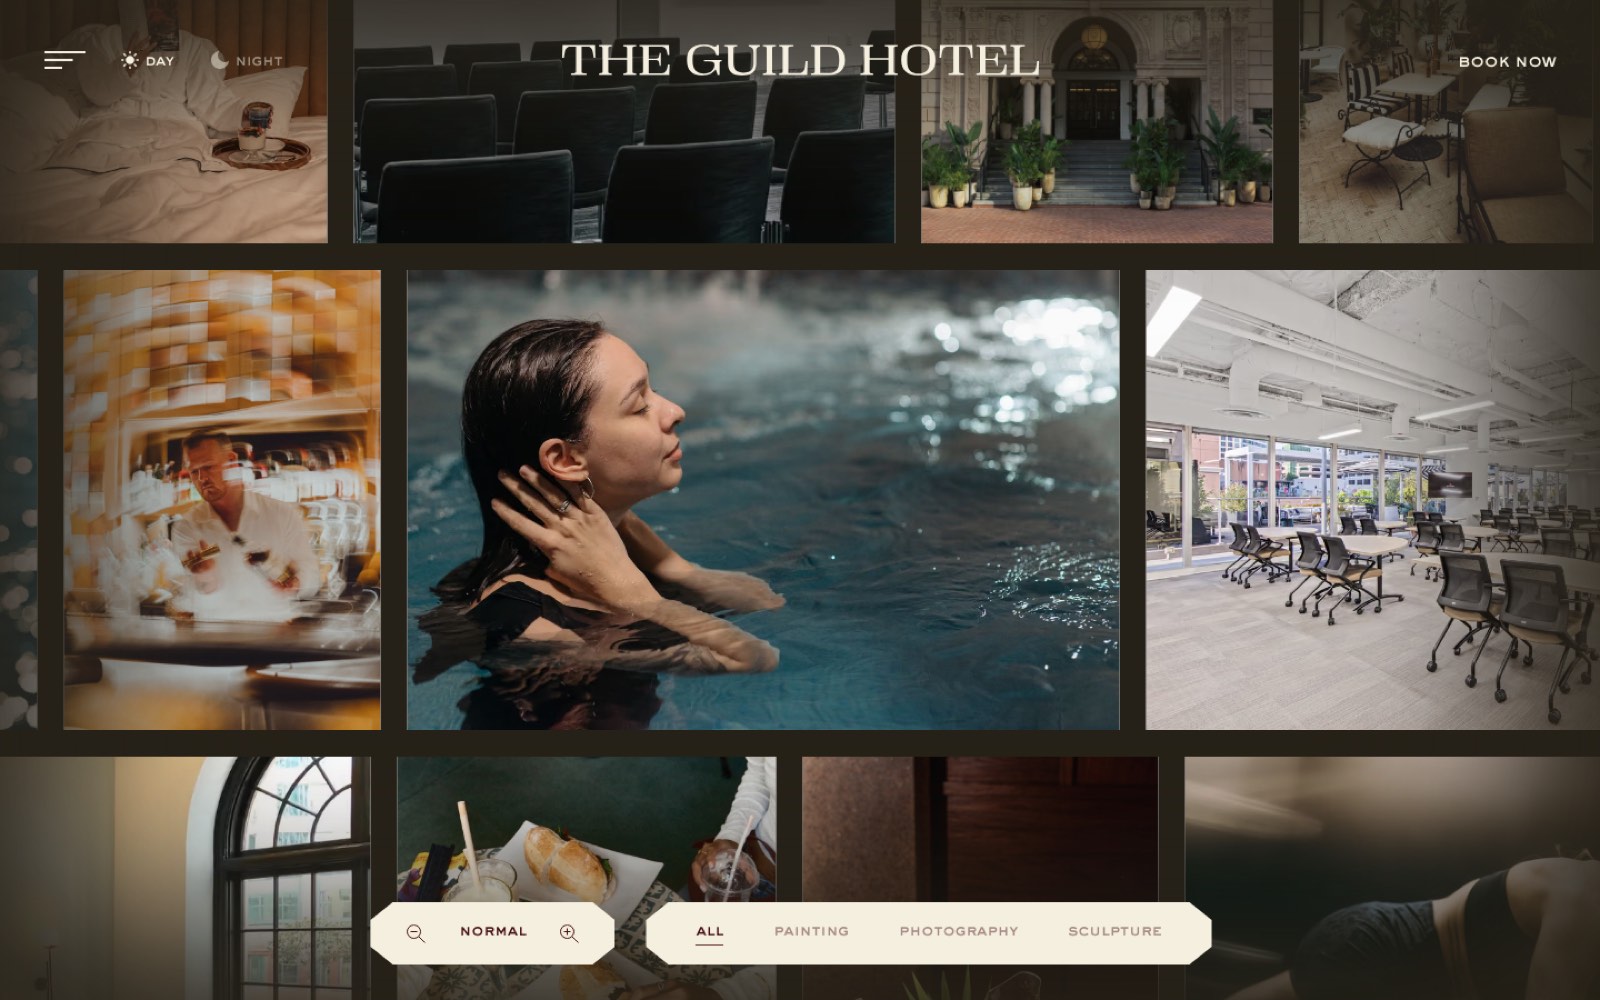 DAY
NIGHT
THE GUILD HOTEL
BOOK NOW
NORMAL
ALL
PAINTING
PHOTOGRAPHY
SCULPTURE